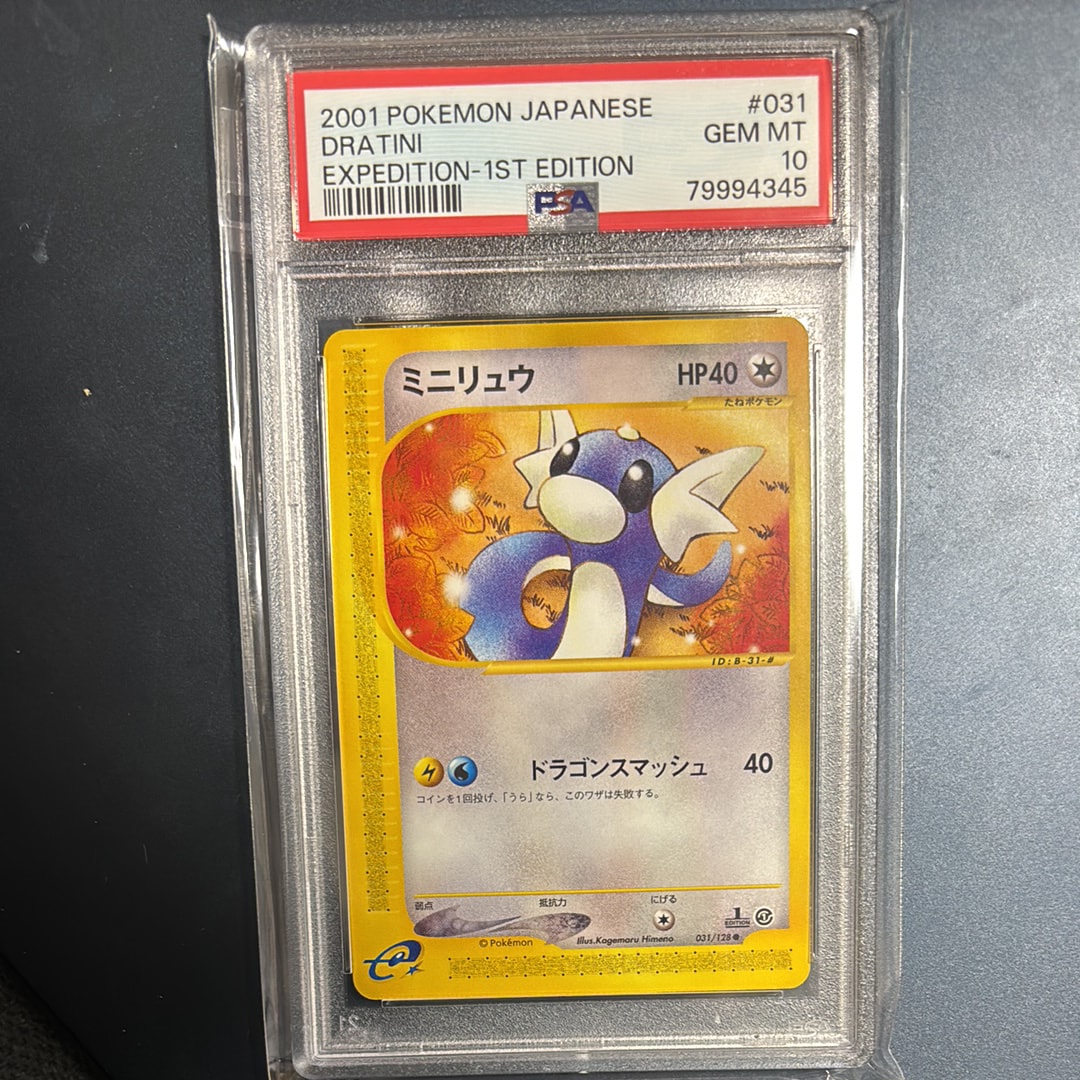 2001 POKEMON JAPANESE #031
DRATINI GEM MT
EXPEDITION-1ST EDITION 10
PSA 79994345
ミニリュウ HP40
たねポケモン
ID:B-31-#
ドラゴンスマッシュ 40
コインを1回投げ、「うら」なら、このワザは失敗する。
弱点 抵抗力 にげる
1
EDITION
©Pokémon Illus.Kagemaru Himeno 031/128
e